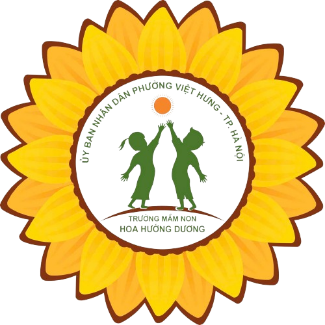 ỦY BAN NHÂN DÂN PHƯỜNG VIỆT HƯNG - TP. HÀ NỘI
TRƯỜNG MẦM NON
HOA HƯỚNG DƯƠNG